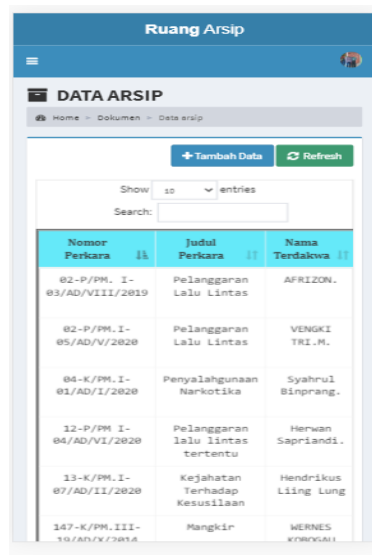 Ruang Arsip
DATA ARSIP
Home > Dokumen > Data arsip
+ Tambah Data Refresh
Show 10 entries
Search:
Nomor Perkara Judul Perkara Nama Terdakwa
02-P/PM. I- Pelanggaran AFRIZON.
03/AD/VIII/2019 Lalu Lintas
02-P/PM.I- Pelanggaran VENGKI
05/AD/V/2020 Lalu Lintas TRI.M.
04-K/PM.I- Penyalahgunaan Syahrul
01/AD/I/2020 Narkotika Binprang.
12-P/PM I- Pelanggaran Herwan
04/AD/VI/2020 lalu lintas Sapriandi.
tertentu
13-K/PM.I- Kejahatan Hendrikus
07/AD/II/2020 Terhadap Liing Lung
Kesusilaan
147-K/PM.III- Mangkir WERNES
19/AD/X/2014 KOBOGAU